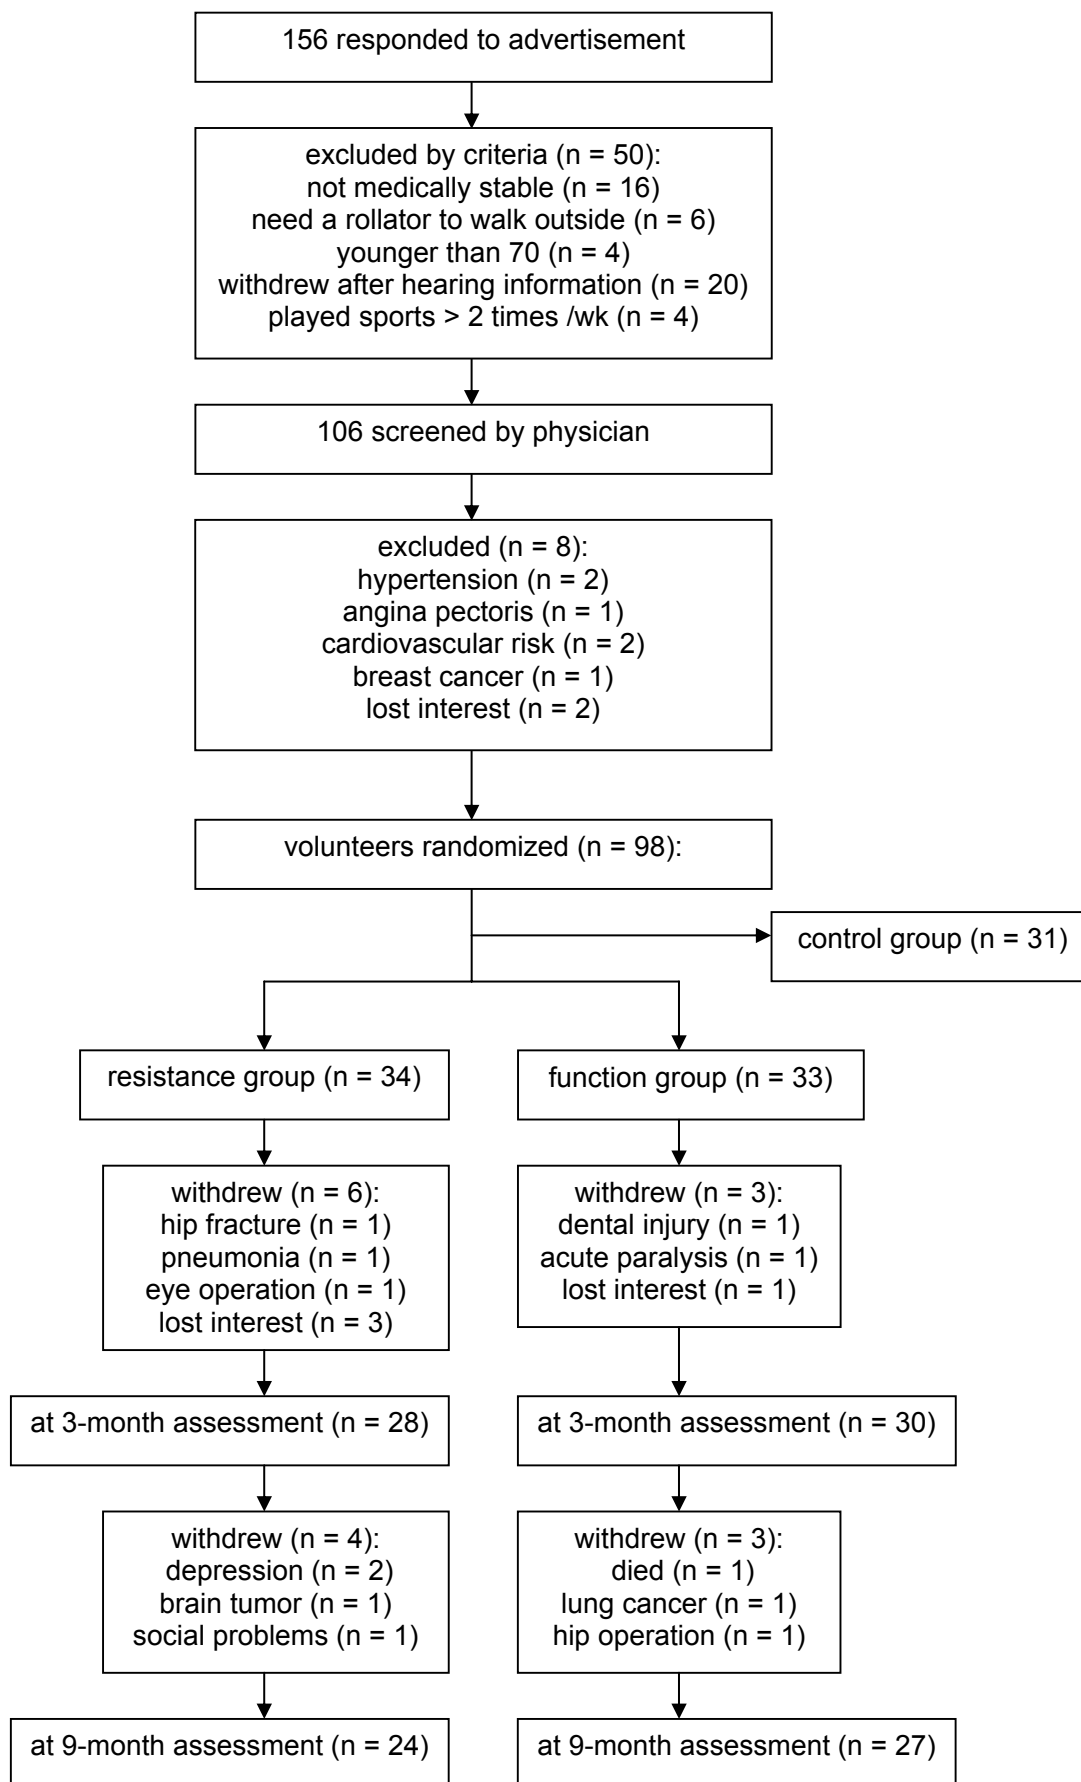 156 responded to advertisement
excluded by criteria (n = 50):
not medically stable (n = 16)
need a rollator to walk outside (n = 6)
younger than 70 (n = 4)
withdrew after hearing information (n = 20)
played sports > 2 times /wk (n = 4)
106 screened by physician
excluded (n = 8):
hypertension (n = 2)
angina pectoris (n = 1)
cardiovascular risk (n = 2)
breast cancer (n = 1)
lost interest (n = 2)
volunteers randomized (n = 98):
control group (n = 31)
resistance group (n = 34)
withdrew (n = 6):
hip fracture (n = 1)
pneumonia (n = 1)
eye operation (n = 1)
lost interest (n = 3)
at 3-month assessment (n = 28)
withdrew (n = 4):
depression (n = 2)
brain tumor (n = 1)
social problems (n = 1)
at 9-month assessment (n = 24)
function group (n = 33)
withdrew (n = 3):
dental injury (n = 1)
acute paralysis (n = 1)
lost interest (n = 1)
at 3-month assessment (n = 30)
withdrew (n = 3):
died (n = 1)
lung cancer (n = 1)
hip operation (n = 1)
at 9-month assessment (n = 27)